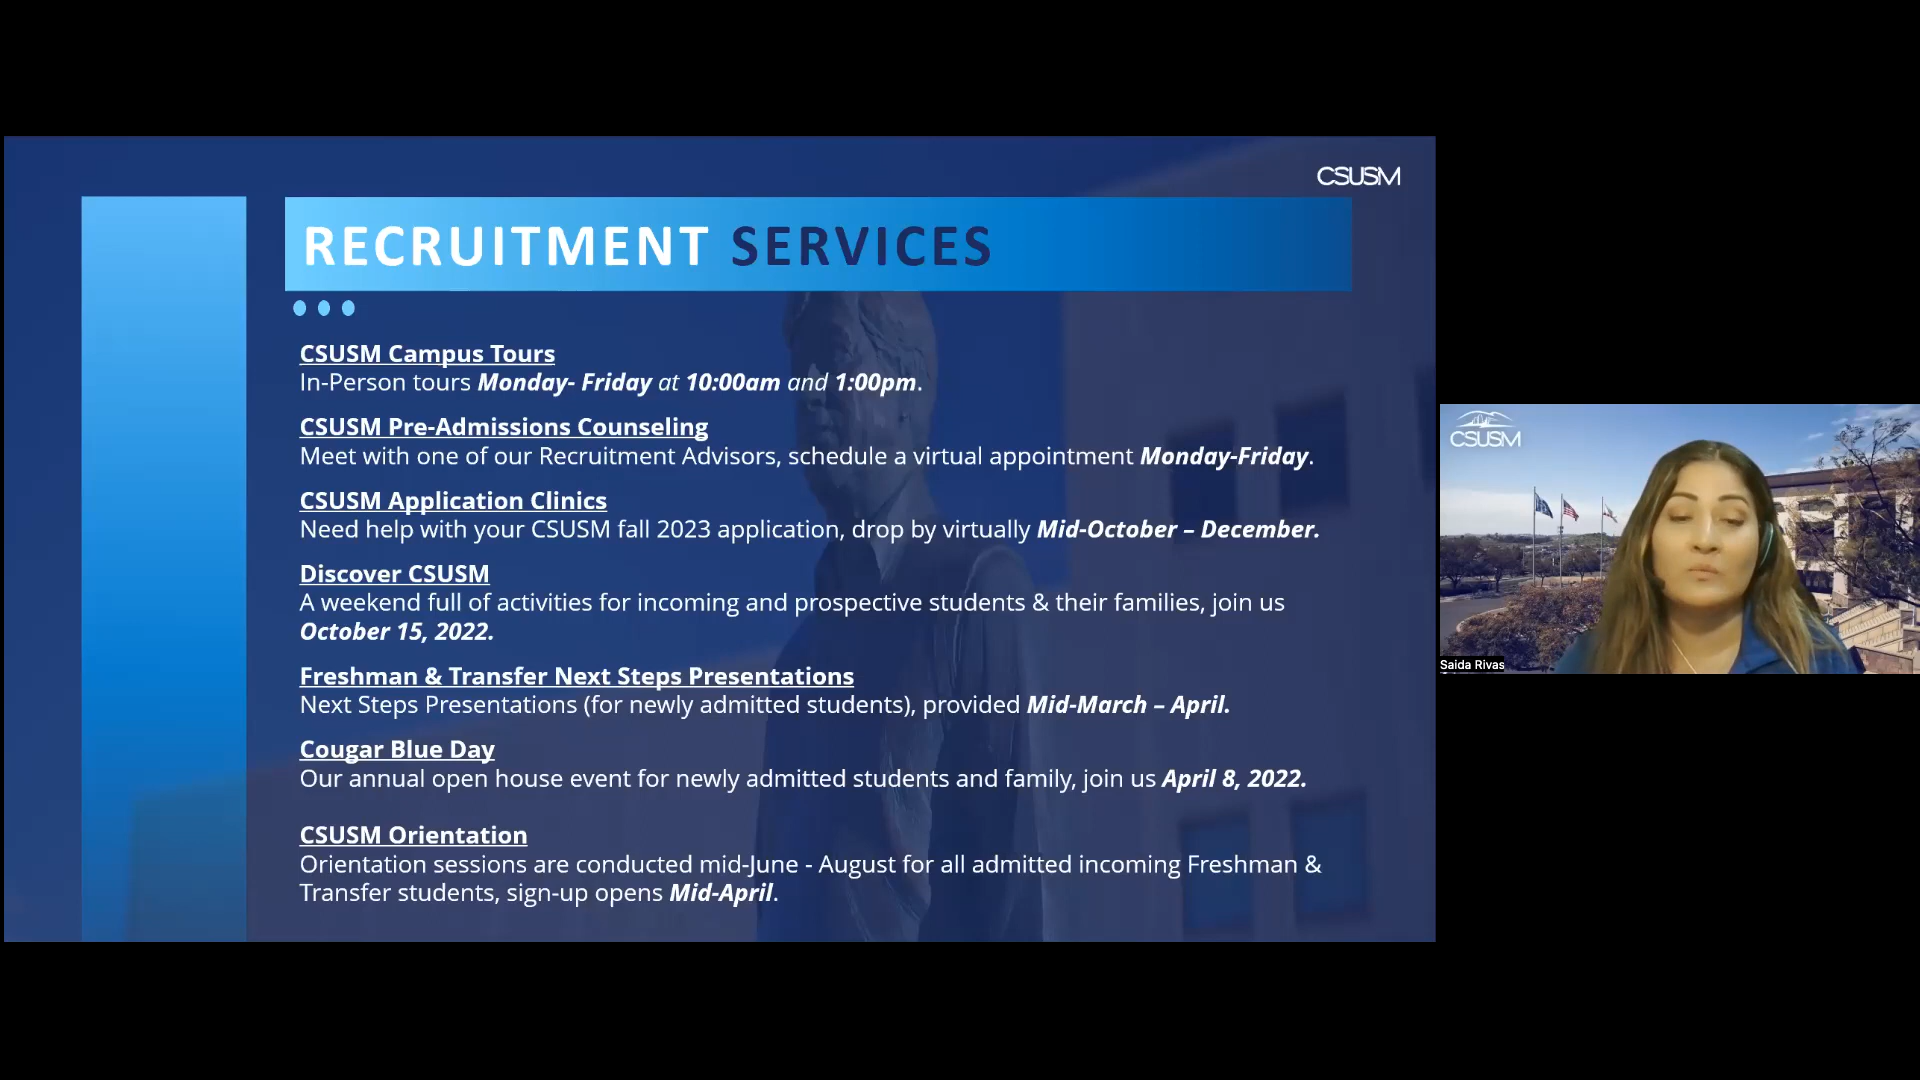 CSUSM
RECRUITMENT SERVICES
CSUSM Campus Tours
In-Person tours Monday- Friday at 10:00am and 1:00pm.
CSUSM Pre-Admissions Counseling
Meet with one of our Recruitment Advisors, schedule a virtual appointment Monday-Friday.
CSUSM Application Clinics
Need help with your CSUSM fall 2023 application, drop by virtually Mid-October – December.
Discover CSUSM
A weekend full of activities for incoming and prospective students & their families, join us
October 15, 2022.
Freshman & Transfer Next Steps Presentations
Next Steps Presentations (for newly admitted students), provided Mid-March – April.
Cougar Blue Day
Our annual open house event for newly admitted students and family, join us April 8, 2022.
CSUSM Orientation
Orientation sessions are conducted mid-June - August for all admitted incoming Freshman &
Transfer students, sign-up opens Mid-April.
CSUSM
Saida Rivas